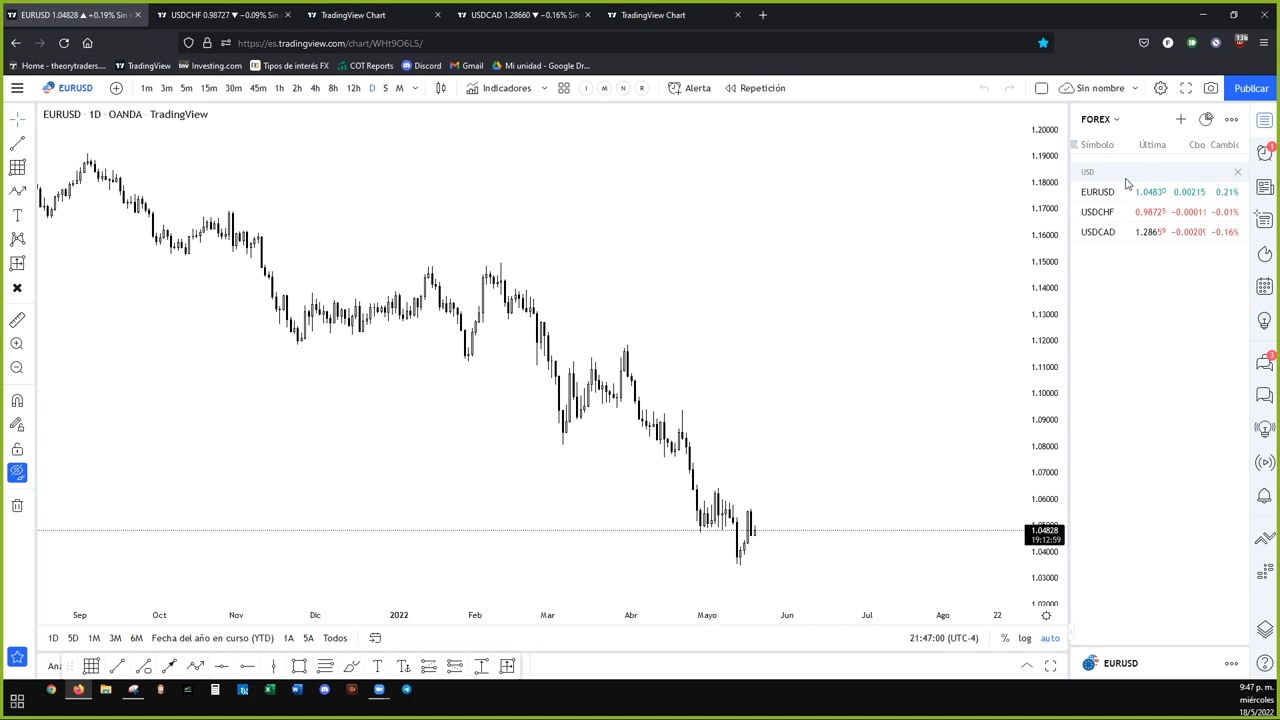 EURUSD 1.04828 ▲ +0.19% Sin n
USDCHF 0.98727 ▼ −0.09% Sin
TradingView Chart
USDCAD 1.28660 ▼ −0.16% Sin
TradingView Chart
https://es.tradingview.com/chart/WHt9O6L5/
13k
Home - theorytraders....
TradingView
Investing.com
Tipos de interés FX
COT Reports
Discord
Gmail
Mi unidad - Google Dr...
EURUSD
1m 3m 5m 15m 30m 45m 1h 2h 4h 8h 12h D S M
Indicadores
I M N R
Alerta
Repetición
Sin nombre
Publicar
EURUSD · 1D · OANDA · TradingView
FOREX
Símbolo Última Cbo Cambic
USD
EURUSD 1.04830 0.00215 0.21%
USDCHF 0.98725 −0.00011 −0.01%
USDCAD 1.28659 −0.00209 −0.16%
1.20000
1.19000
1.18000
1.17000
1.16000
1.15000
1.14000
1.13000
1.12000
1.11000
1.10000
1.09000
1.08000
1.07000
1.06000
1.04828
19:12:59
1.04000
1.03000
1.02000
Sep Oct Nov Dic 2022 Feb Mar Abr Mayo Jun Jul Ago 22
1D 5D 1M 3M 6M Fecha del año en curso (YTD) 1A 5A Todos
21:47:00 (UTC-4) % log auto
EURUSD
9:47 p. m.
miércoles
18/5/2022